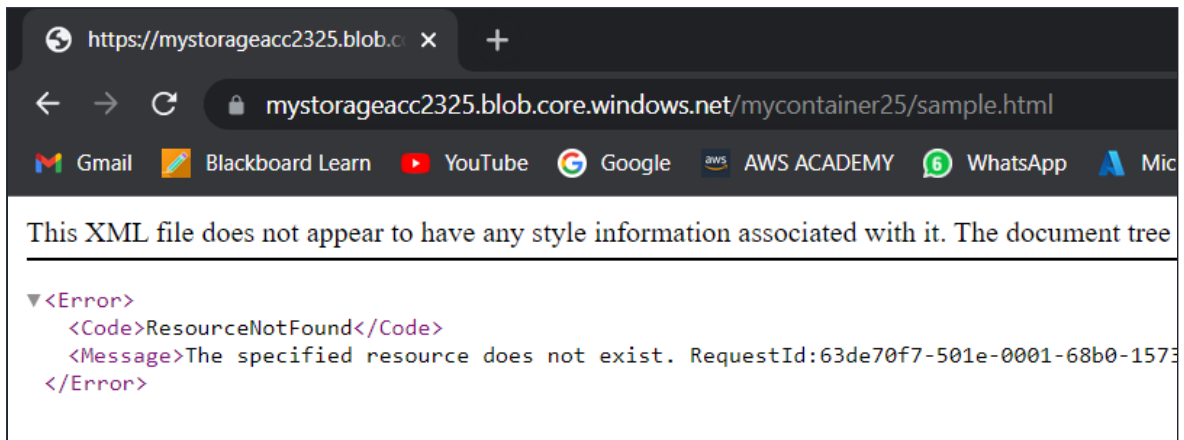 https://mystorageacc2325.blob.c
mystorageacc2325.blob.core.windows.net/mycontainer25/sample.html
Gmail Blackboard Learn YouTube Google aws AWS ACADEMY 6 WhatsApp Mic
This XML file does not appear to have any style information associated with it. The document tree
▼<Error>
<Code>ResourceNotFound</Code>
<Message>The specified resource does not exist. RequestId:63de70f7-501e-0001-68b0-1573
</Error>